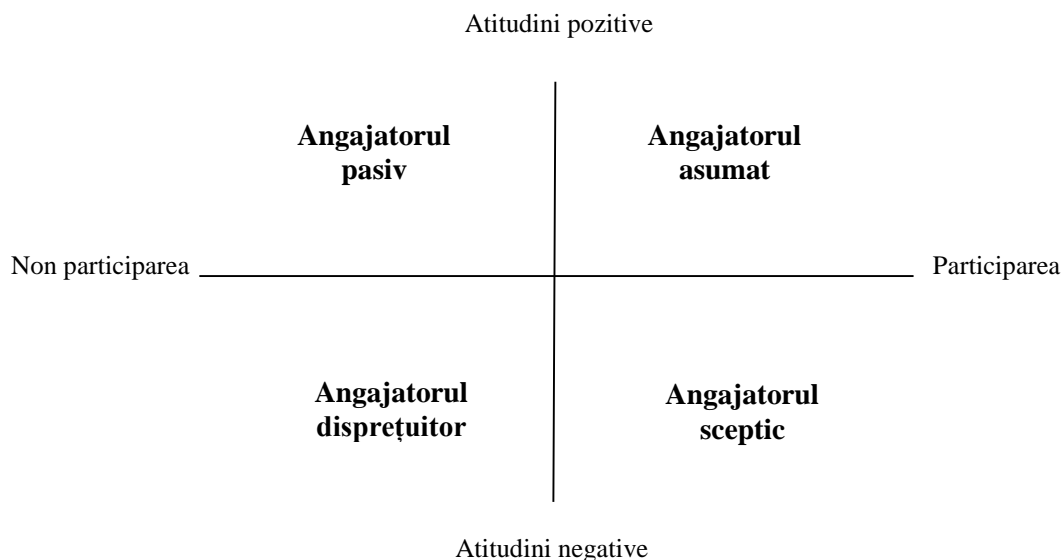 Atitudini pozitive
Angajatorul
pasiv
Angajatorul
asumat
Non participarea
Participarea
Angajatorul
disprețuitor
Angajatorul
sceptic
Atitudini negative